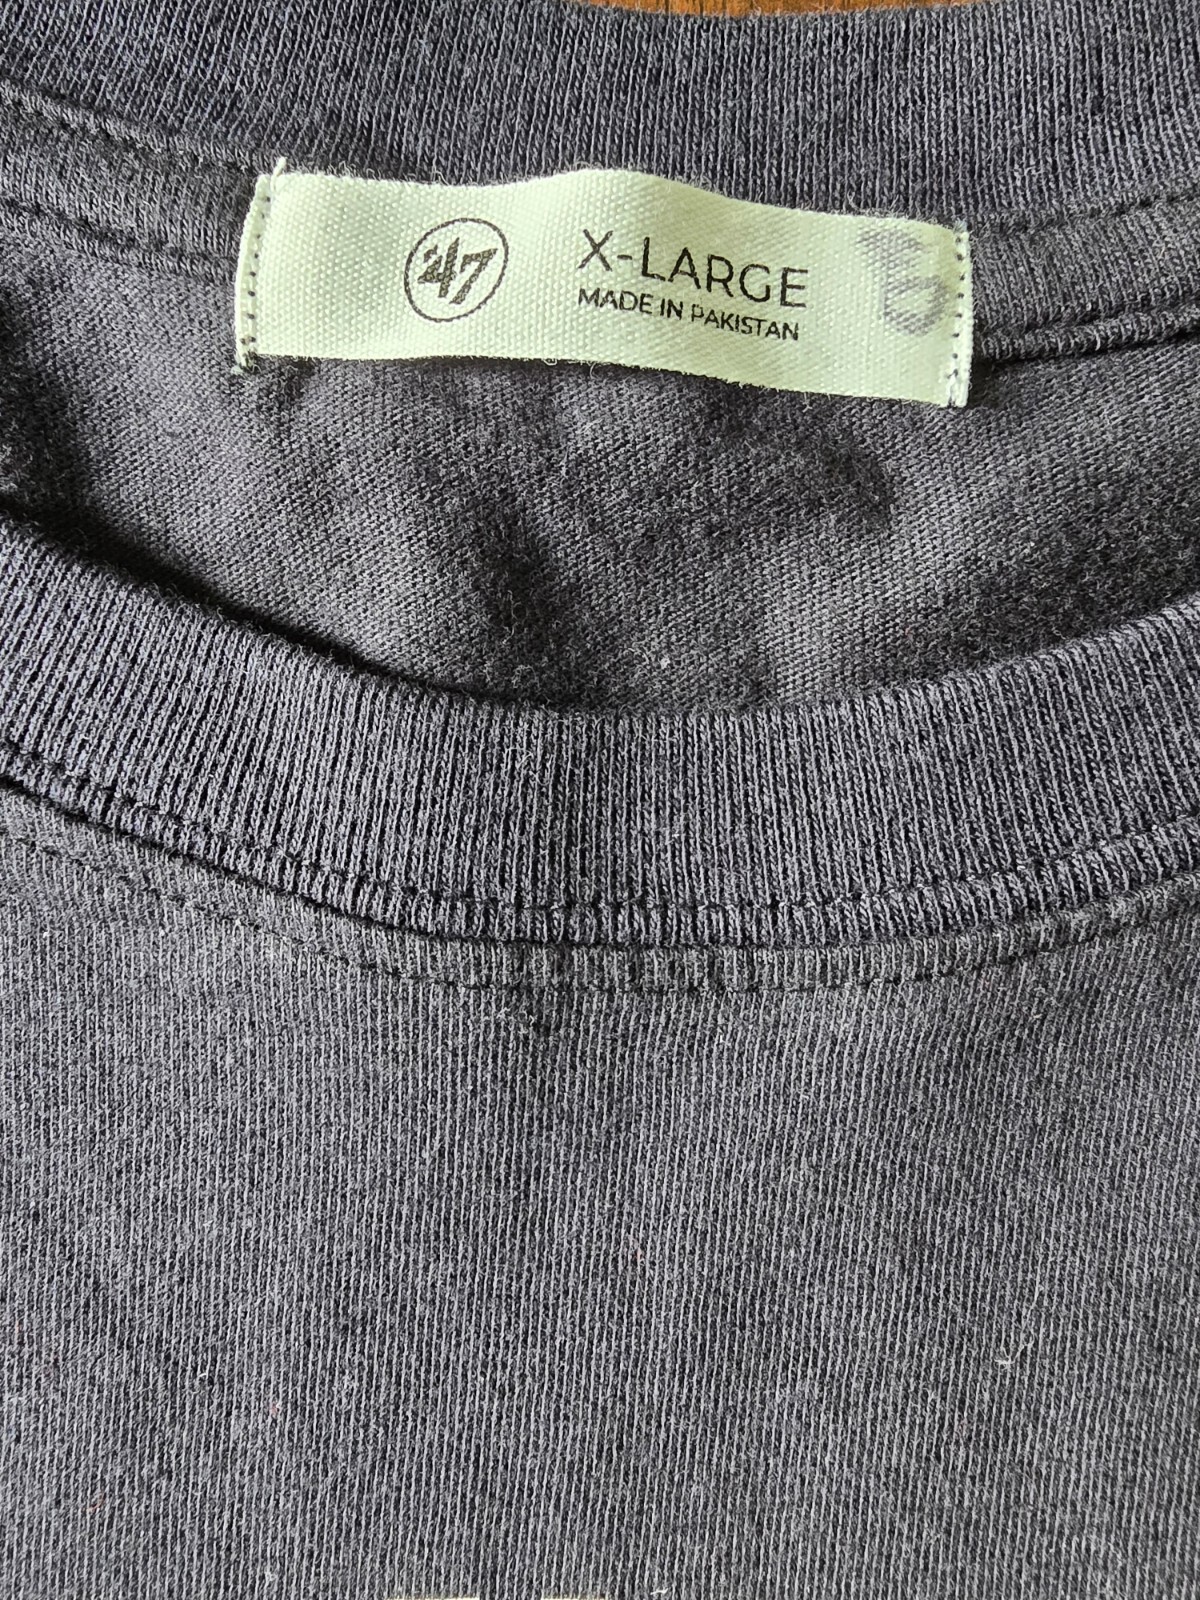 '47
X-LARGE
MADE IN PAKISTAN